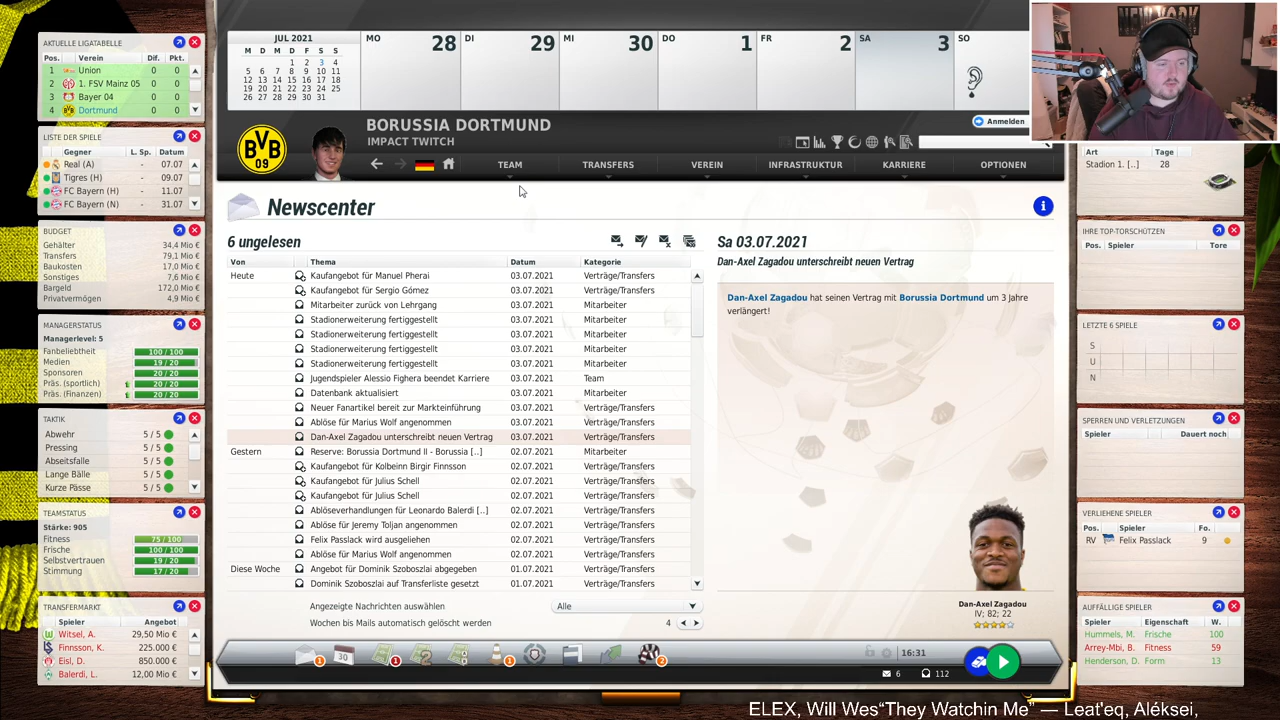 AKTUELLE LIGATABELLE
Pos. Verein Dif. Pkt.
1 Union 0 0
2 1. FSV Mainz 05 0 0
3 Bayer 04 0 0
4 Dortmund 0 0
LISTE DER SPIELE
Gegner L. Sp. Datum
Real (A) - 07.07
Tigres (H) - 09.07
FC Bayern (H) - 11.07
FC Bayern (N) - 31.07
BUDGET
Gehälter 34,4 Mio €
Transfers 79,1 Mio €
Baukosten 17,0 Mio €
Sonstiges 7,6 Mio €
Bargeld 172,0 Mio €
Privatvermögen 4,9 Mio €
MANAGERSTATUS
Managerlevel: 5
Fanbeliebtheit 100 / 100
Medien 19 / 20
Sponsoren 20 / 20
Präs. (sportlich) 20 / 20
Präs. (Finanzen) 20 / 20
TAKTIK
Abwehr 5 / 5
Pressing 5 / 5
Abseitsfalle 5 / 5
Lange Bälle 5 / 5
Kurze Pässe 5 / 5
TEAMSTATUS
Stärke: 905
Fitness 75 / 100
Frische 100 / 100
Selbstvertrauen 19 / 20
Stimmung 17 / 20
TRANSFERMARKT
Spieler Angebot
Witsel, A. 29,50 Mio €
Finnsson, K. 225.000 €
Eisl, D. 850.000 €
Balerdi, L. 12,00 Mio €
JUL 2021
M D M D F S S
1 2 3 4
5 6 7 8 9 10 11
12 13 14 15 16 17 18
19 20 21 22 23 24 25
26 27 28 29 30 31
MO 28 DI 29 MI 30 DO 1 FR 2 SA 3 SO
NEW YORK
BVB 09
BORUSSIA DORTMUND
IMPACT TWITCH
Anmelden
TEAM TRANSFERS VEREIN INFRASTRUKTUR KARRIERE OPTIONEN
Newscenter
6 ungelesen
Von Thema Datum Kategorie
Heute Kaufangebot für Manuel Pherai 03.07.2021 Verträge/Transfers
Kaufangebot für Sergio Gómez 03.07.2021 Verträge/Transfers
Mitarbeiter zurück von Lehrgang 03.07.2021 Mitarbeiter
Stadionerweiterung fertiggestellt 03.07.2021 Mitarbeiter
Stadionerweiterung fertiggestellt 03.07.2021 Mitarbeiter
Stadionerweiterung fertiggestellt 03.07.2021 Mitarbeiter
Stadionerweiterung fertiggestellt 03.07.2021 Mitarbeiter
Jugendspieler Alessio Fighera beendet Karriere 03.07.2021 Team
Datenbank aktualisiert 03.07.2021 Mitarbeiter
Neuer Fanartikel bereit zur Markteinführung 03.07.2021 Verträge/Transfers
Ablöse für Marius Wolf angenommen 03.07.2021 Verträge/Transfers
Dan-Axel Zagadou unterschreibt neuen Vertrag 03.07.2021 Verträge/Transfers
Gestern Reserve: Borussia Dortmund II - Borussia [..] 02.07.2021 Mitarbeiter
Kaufangebot für Kolbeinn Birgir Finnsson 02.07.2021 Verträge/Transfers
Kaufangebot für Julius Schell 02.07.2021 Verträge/Transfers
Kaufangebot für Julius Schell 02.07.2021 Verträge/Transfers
Ablöseverhandlungen für Leonardo Balerdi [..] 02.07.2021 Verträge/Transfers
Ablöse für Jeremy Toljan angenommen 02.07.2021 Verträge/Transfers
Felix Passlack wird ausgeliehen 02.07.2021 Verträge/Transfers
Ablöse für Marius Wolf angenommen 02.07.2021 Verträge/Transfers
Diese Woche Angebot für Dominik Szoboszlai abgegeben 01.07.2021 Verträge/Transfers
Dominik Szoboszlai auf Transferliste gesetzt 01.07.2021 Verträge/Transfers
Angezeigte Nachrichten auswählen Alle
Wochen bis Mails automatisch gelöscht werden 4
Sa 03.07.2021
Dan-Axel Zagadou unterschreibt neuen Vertrag
Dan-Axel Zagadou hat seinen Vertrag mit Borussia Dortmund um 3 Jahre
verlängert!
Dan-Axel Zagadou
IV; 82; 22
1 30 1 1 2
16:31
6 112
Art Tage
Stadion 1. [..] 28
IHRE TOP-TORSCHÜTZEN
Pos. Spieler Tore
LETZTE 6 SPIELE
S
U
N
SPERREN UND VERLETZUNGEN
Spieler Dauert noch
VERLIEHENE SPIELER
Pos. Spieler Fo.
RV Felix Passlack 9
AUFFÄLLIGE SPIELER
Spieler Eigenschaft W.
Hummels, M. Frische 100
Arrey-Mbi, B. Fitness 59
Henderson, D. Form 13
ELEX, Will Wes“They Watchin Me” — Leat'eq, Aléksei,